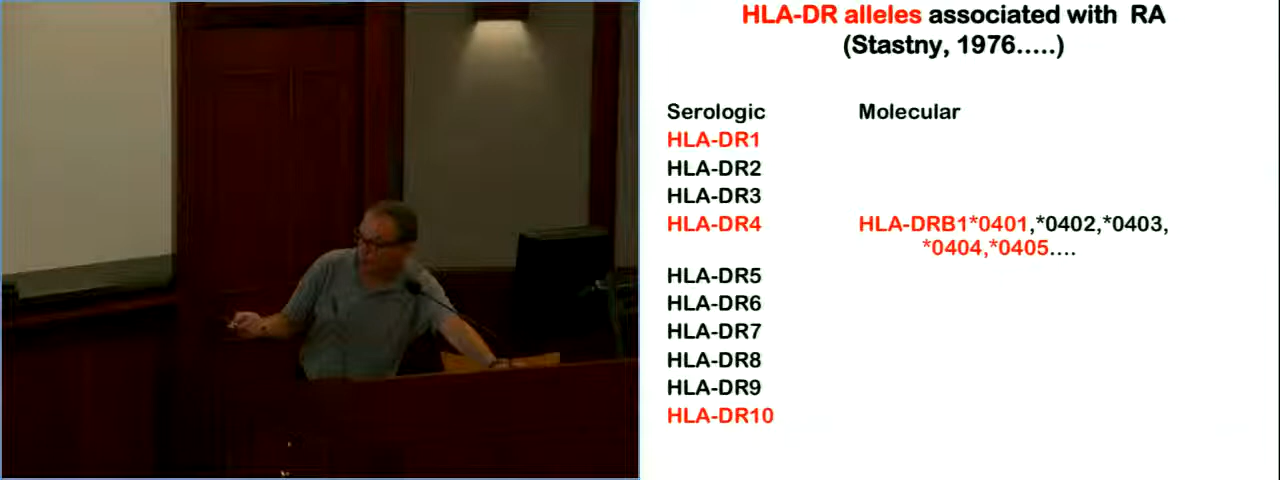 HLA-DR alleles associated with RA
(Stastny, 1976.....)
Serologic Molecular
HLA-DR1
HLA-DR2
HLA-DR3
HLA-DR4 HLA-DRB1*0401,*0402,*0403,
*0404,*0405....
HLA-DR5
HLA-DR6
HLA-DR7
HLA-DR8
HLA-DR9
HLA-DR10